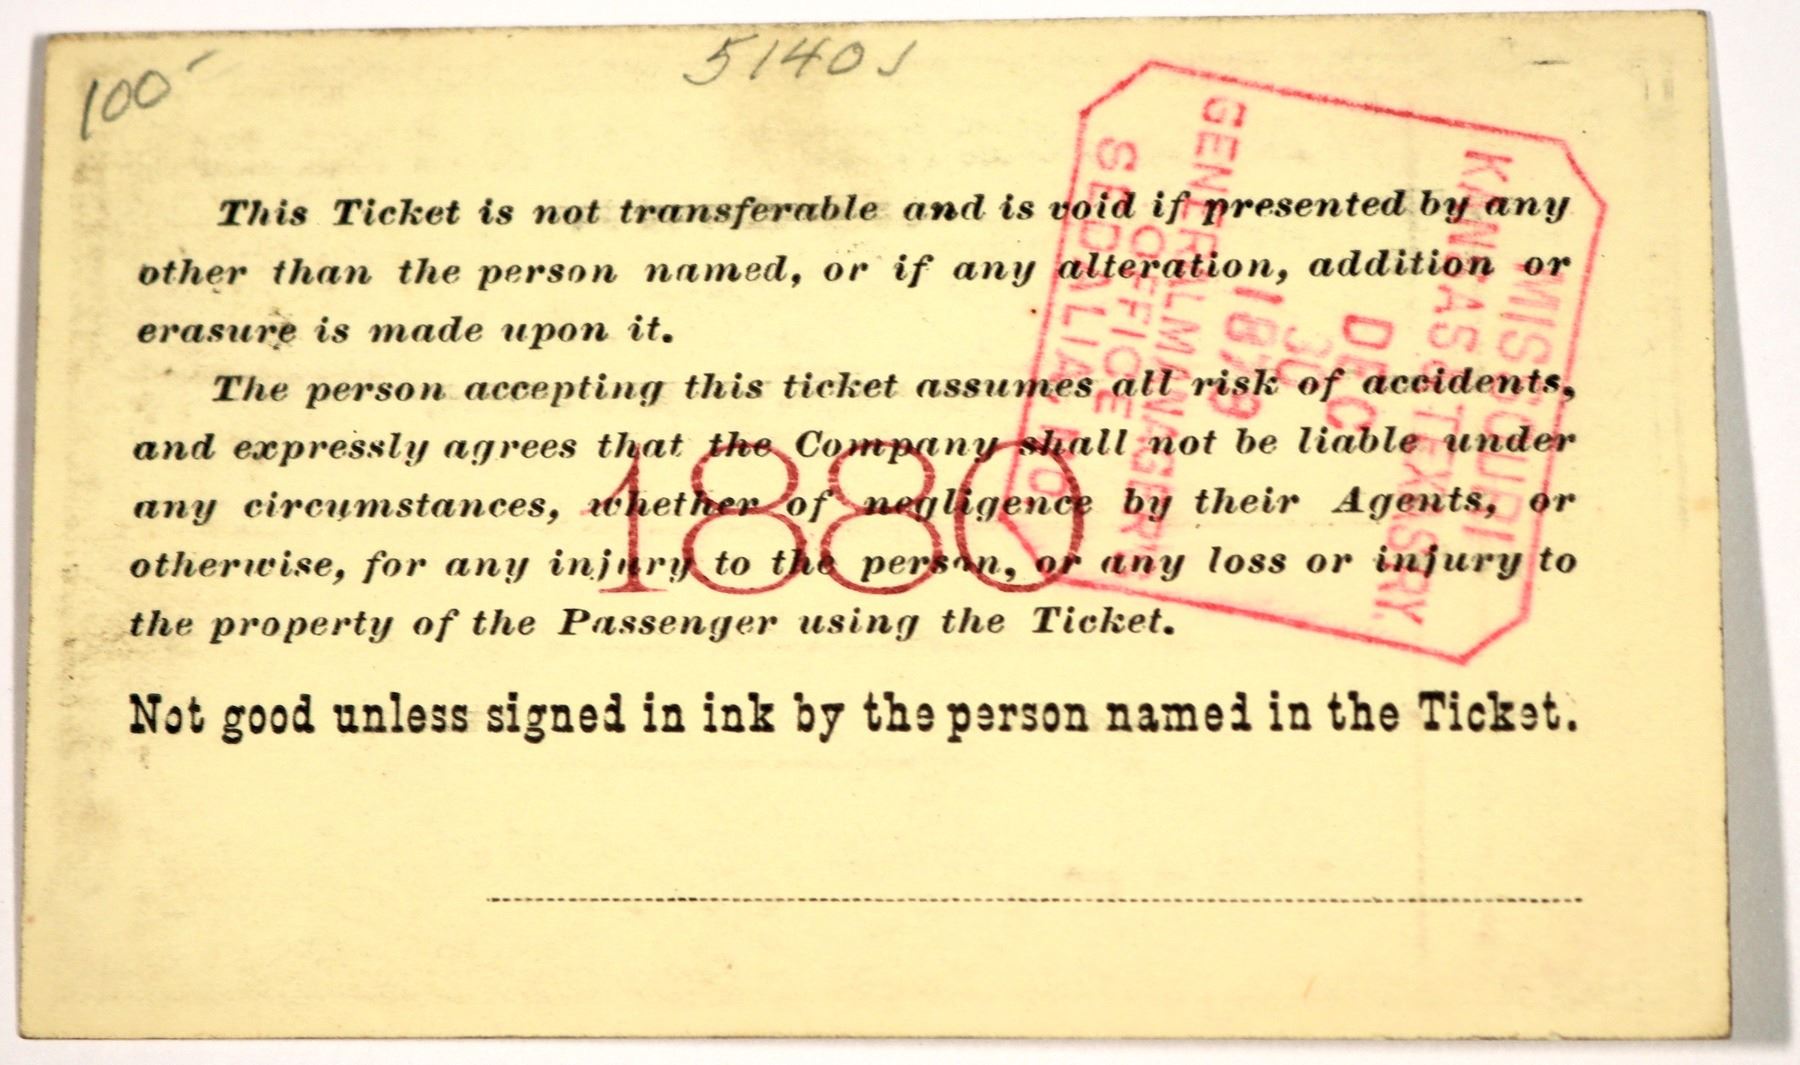 100-
5140J
This Ticket is not transferable and is void if presented by any
other than the person named, or if any alteration, addition or
erasure is made upon it.
The person accepting this ticket assumes all risk of accidents,
and expressly agrees that the Company shall not be liable under
any circumstances, whether of negligence by their Agents, or
otherwise, for any injury to the person, or any loss or injury to
the property of the Passenger using the Ticket.
1880
Not good unless signed in ink by the person named in the Ticket.
MISSOURI
KANSAS & TEXAS RY.
DEC
30
1879
GENERAL MANAGER'S
OFFICE
SEDALIA, MO.